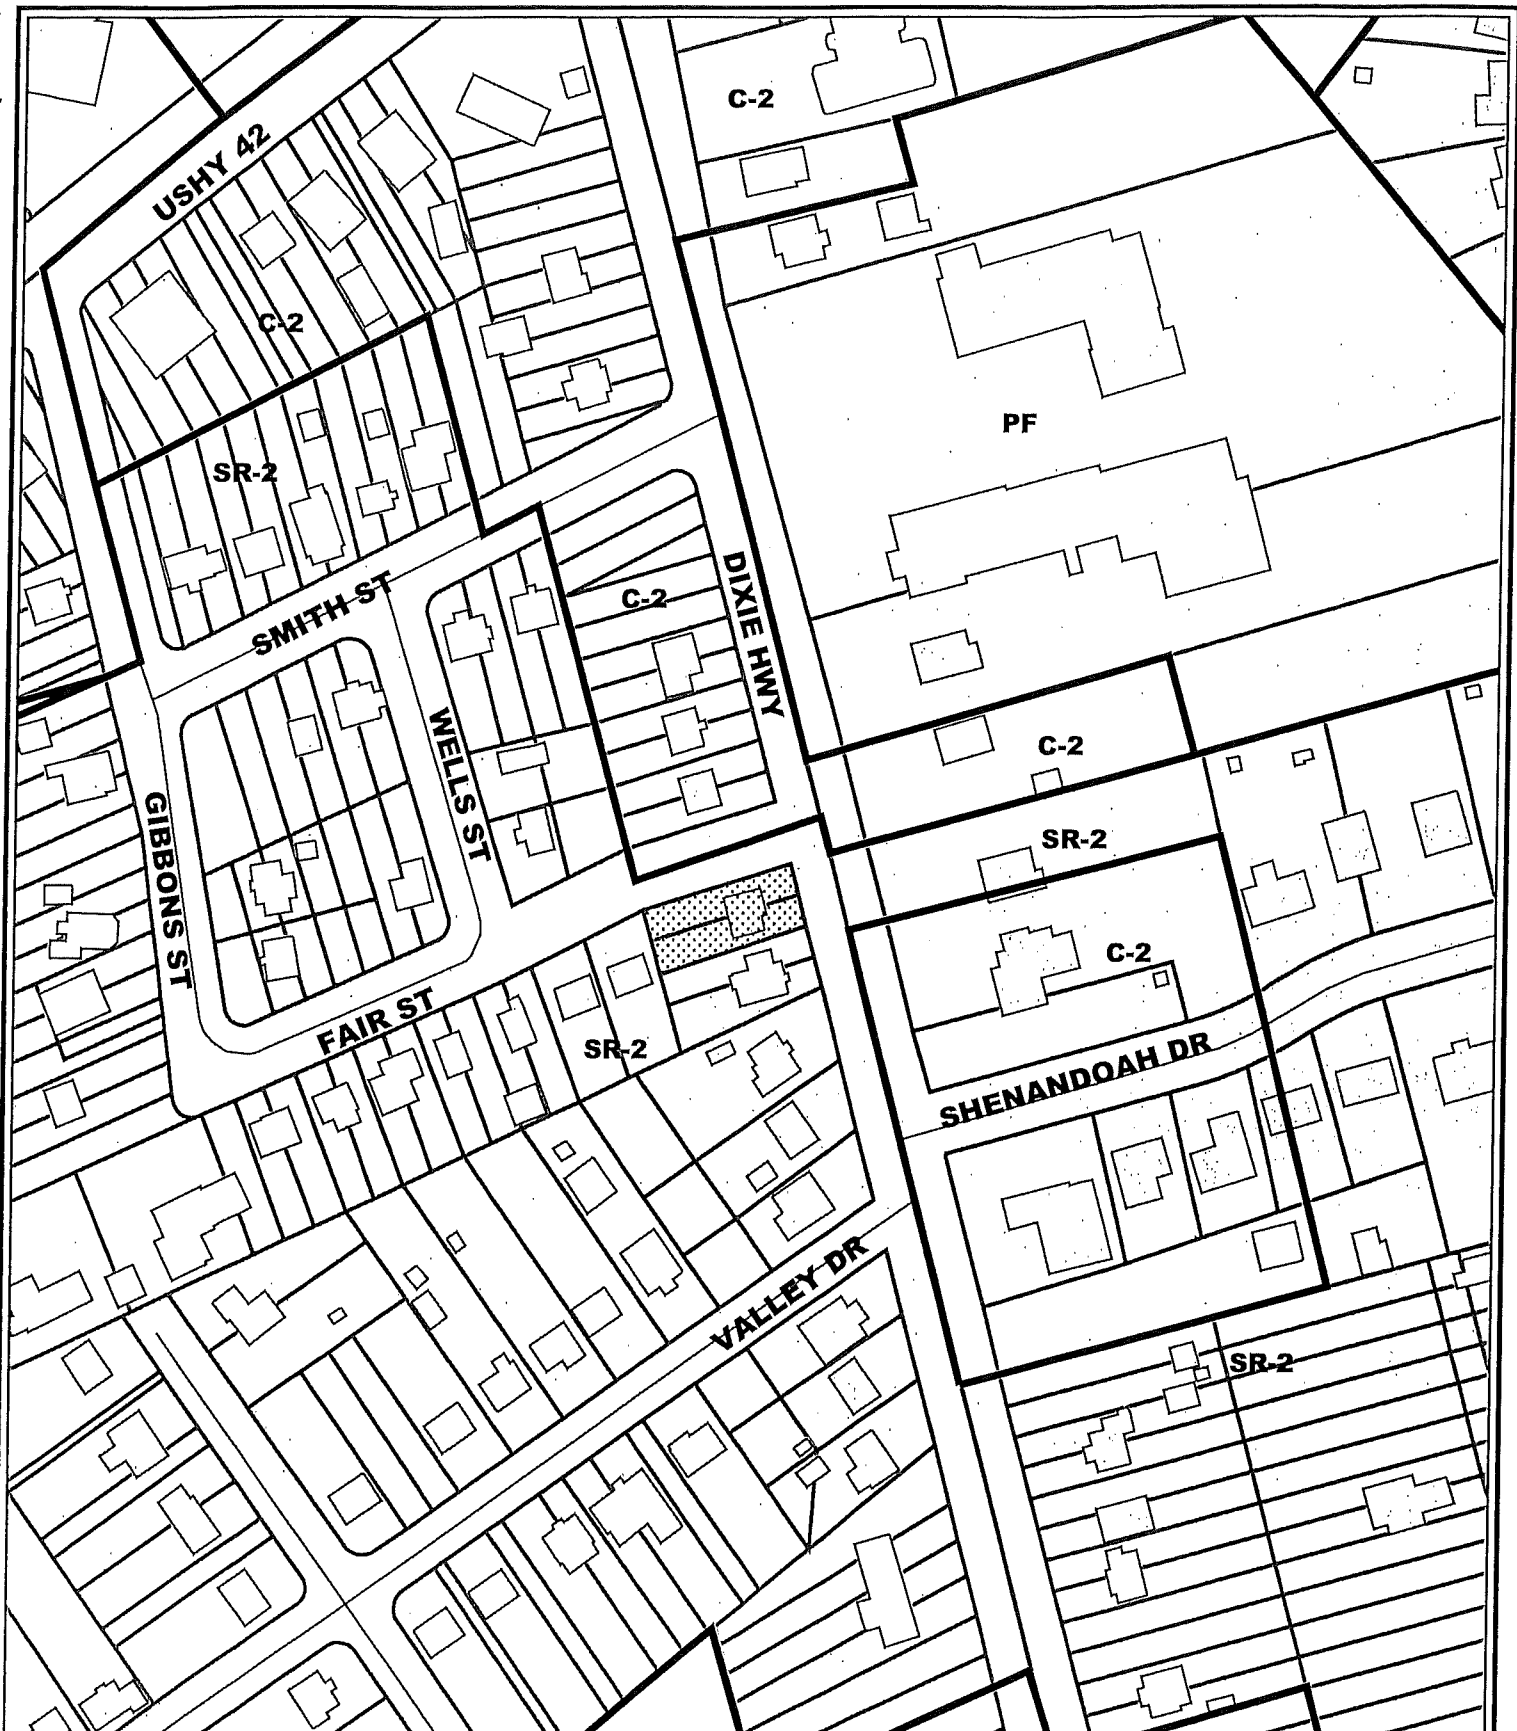 C-2
USHY 42
C-2
PF
SR-2
DIXIE HWY
C-2
SMITH ST
WELLS ST
C-2
GIBBONS ST
SR-2
C-2
FAIR ST
SR-2
SHENANDOAH DR
VALLEY DR
SR-2